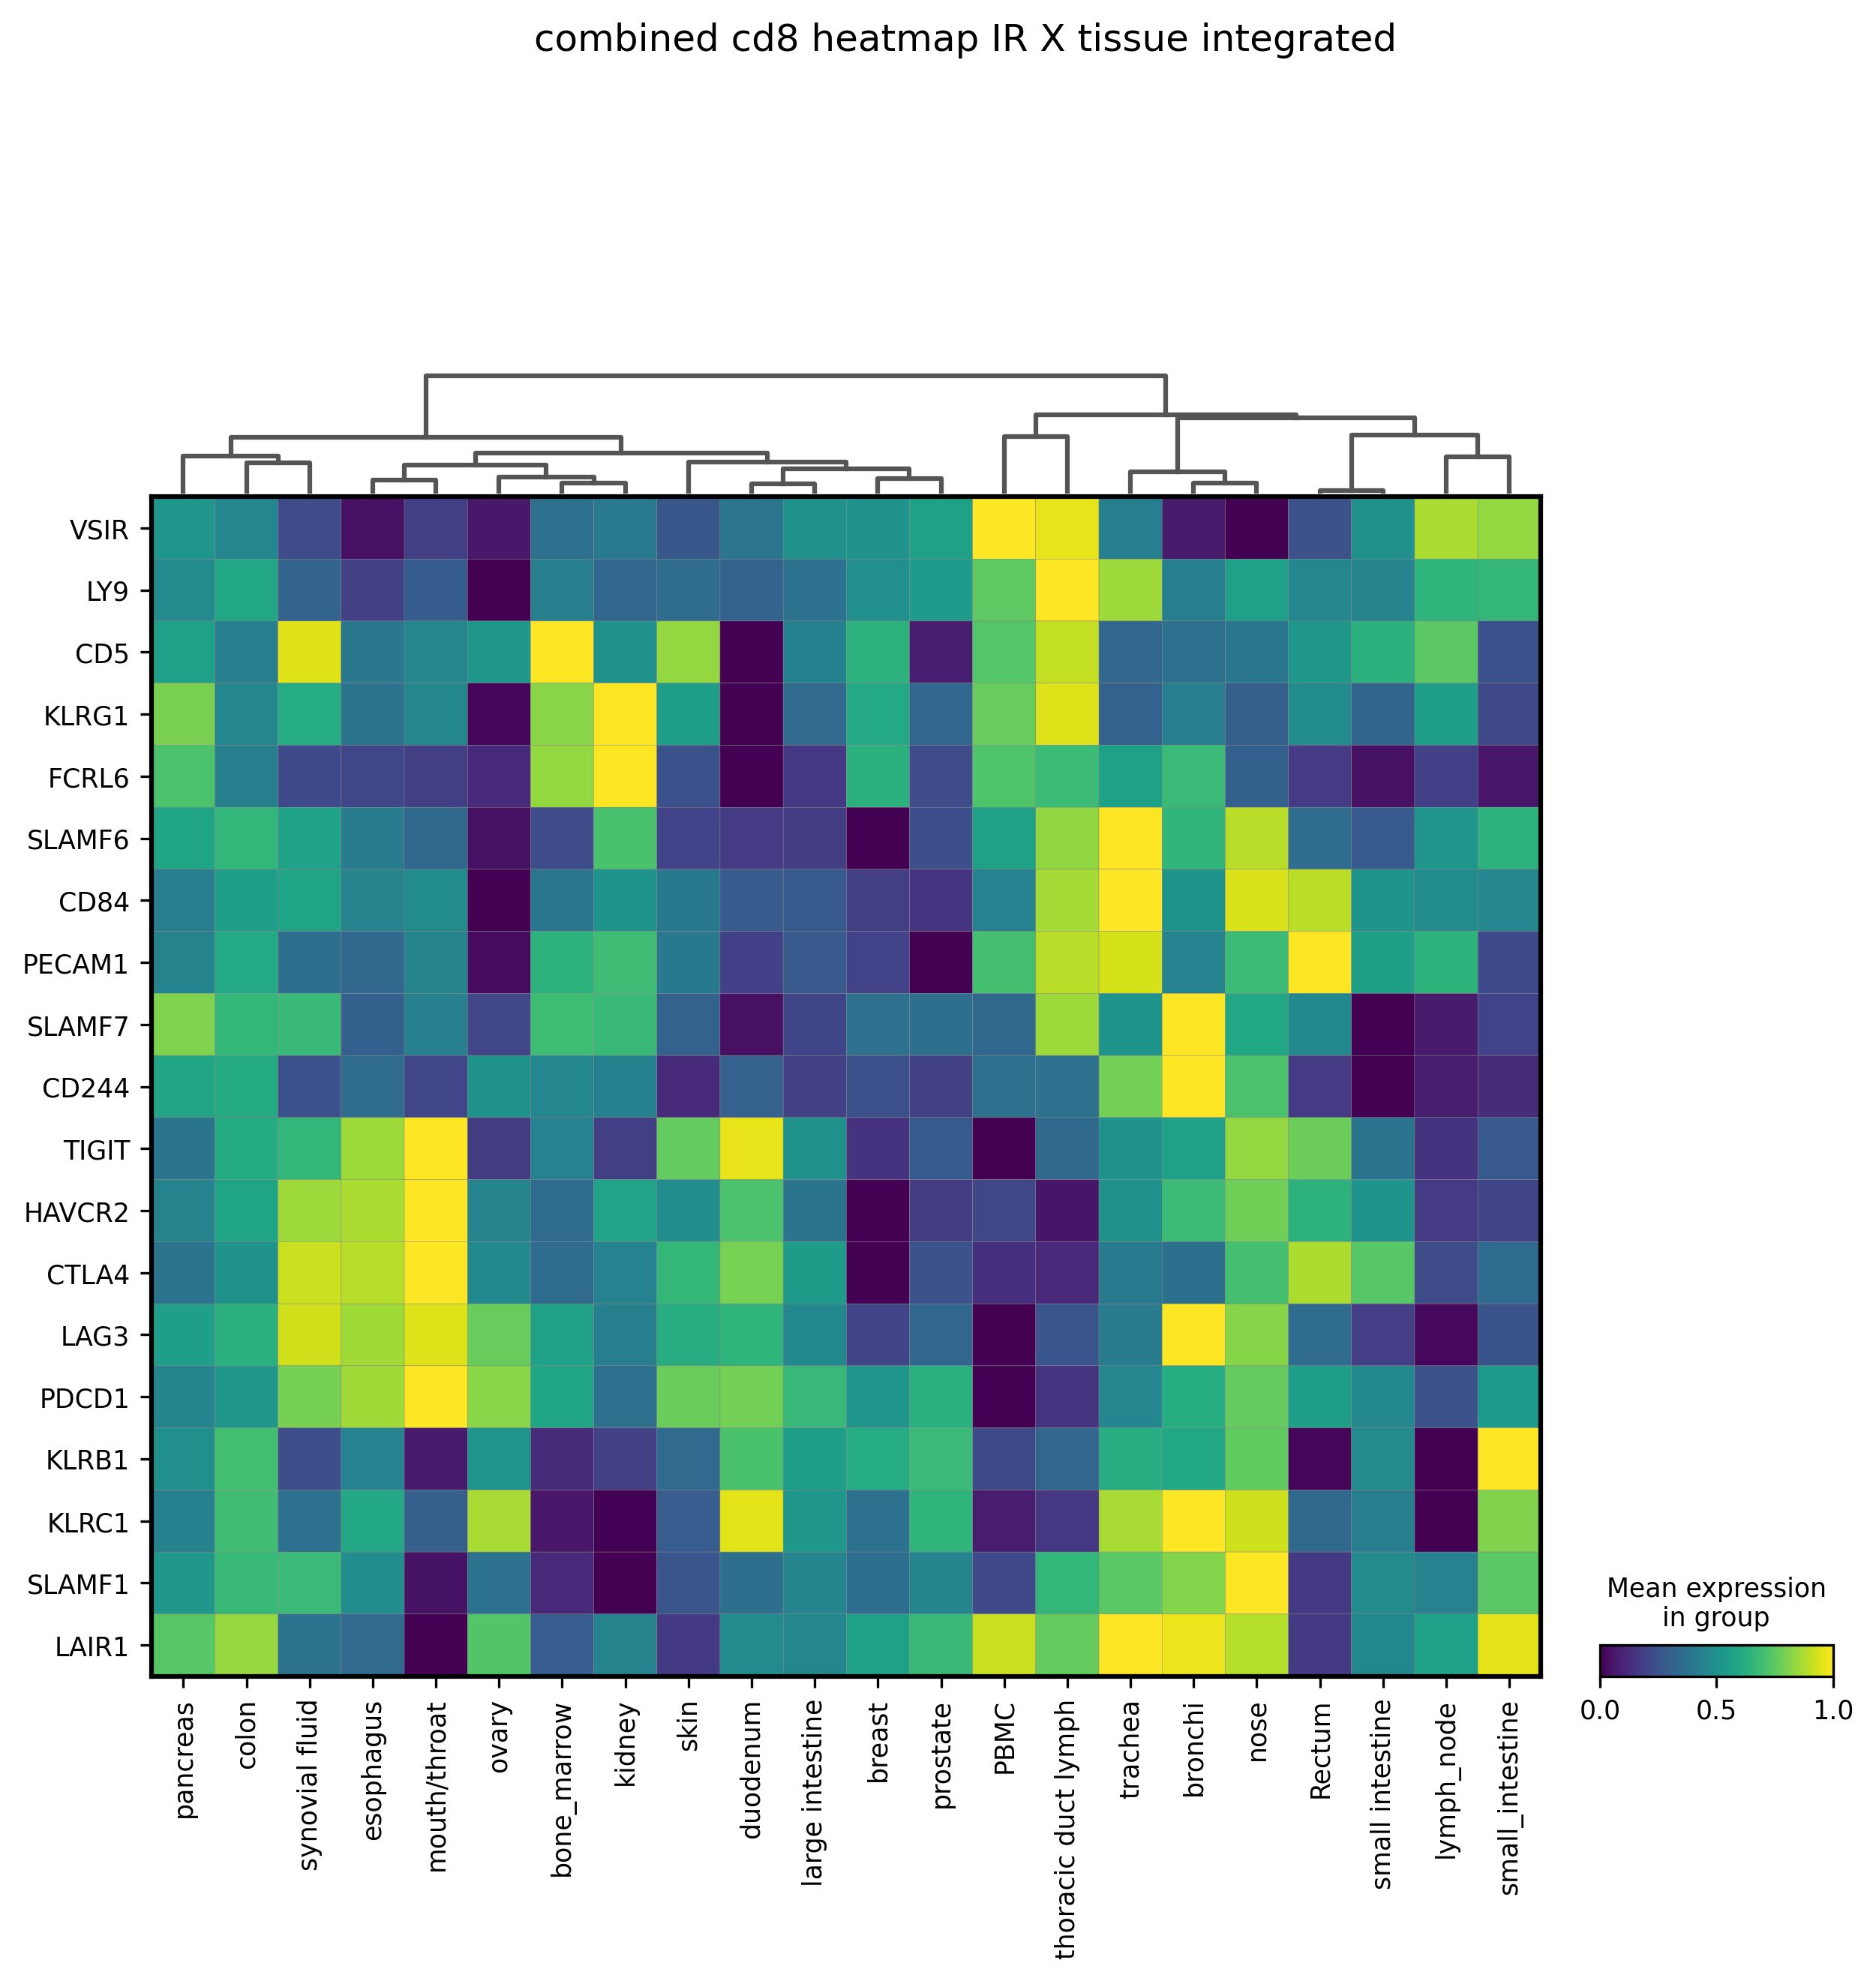 combined cd8 heatmap IR X tissue integrated
VSIR
LY9
CD5
KLRG1
FCRL6
SLAMF6
CD84
PECAM1
SLAMF7
CD244
TIGIT
HAVCR2
CTLA4
LAG3
PDCD1
KLRB1
KLRC1
SLAMF1
LAIR1
pancreas
colon
synovial fluid
esophagus
mouth/throat
ovary
bone_marrow
kidney
skin
duodenum
large intestine
breast
prostate
PBMC
thoracic duct lymph
trachea
bronchi
nose
Rectum
small intestine
lymph_node
small_intestine
Mean expression
in group
0.0 0.5 1.0